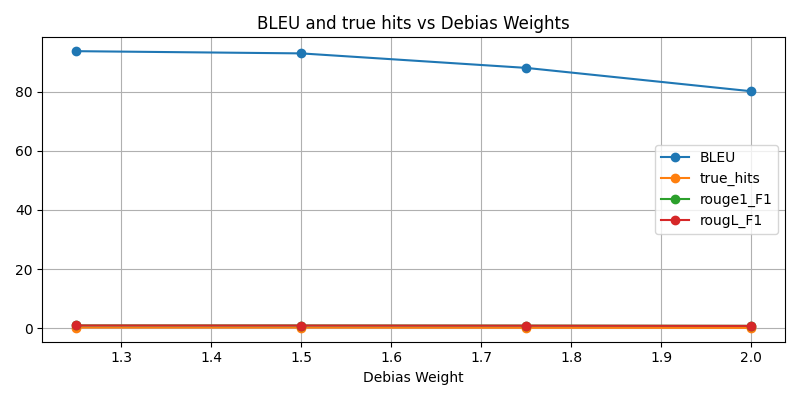 BLEU and true hits vs Debias Weights
80
60
40
20
0
BLEU
true_hits
rouge1_F1
rougL_F1
1.3 1.4 1.5 1.6 1.7 1.8 1.9 2.0
Debias Weight